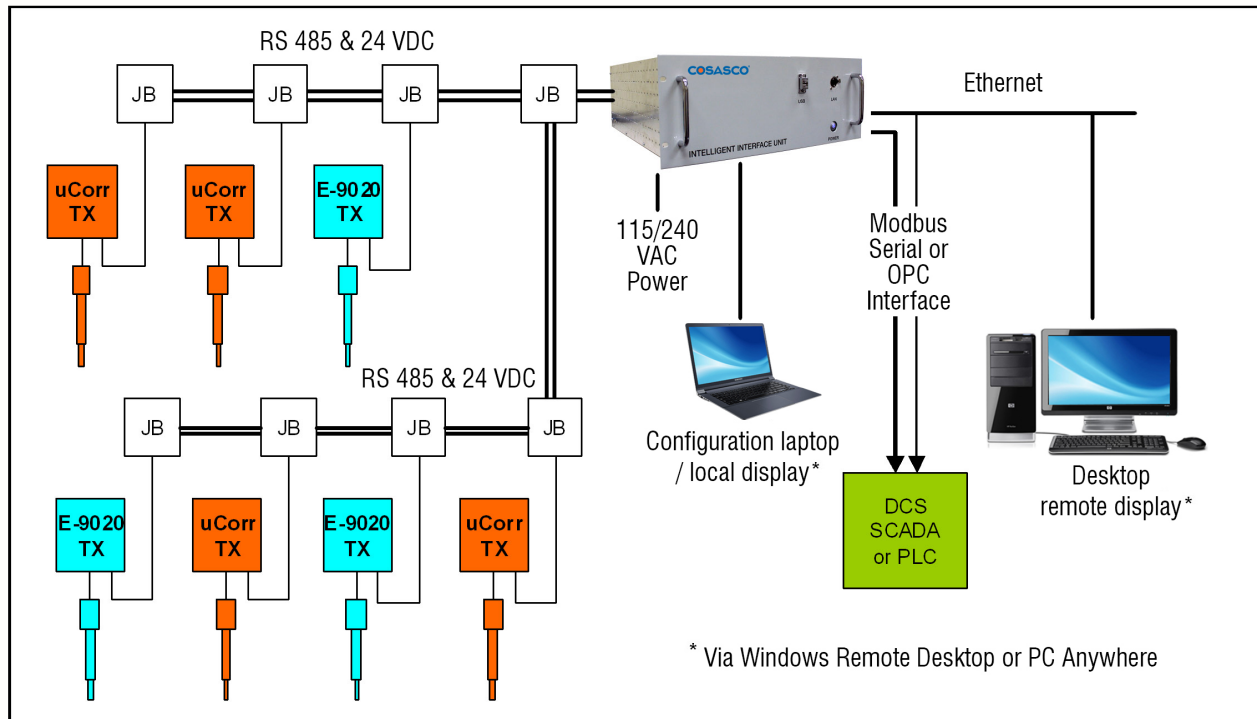 RS 485 & 24 VDC
JB
JB
JB
JB
COSASCO
USB
LAN
POWER
INTELLIGENT INTERFACE UNIT
Ethernet
uCorr
TX
uCorr
TX
E-9020
TX
115/240
VAC
Power
Modbus
Serial or
OPC
Interface
RS 485 & 24 VDC
JB
JB
JB
JB
Configuration laptop
/ local display*
Desktop
remote display*
DCS
SCADA
or PLC
E-9020
TX
uCorr
TX
E-9020
TX
uCorr
TX
* Via Windows Remote Desktop or PC Anywhere